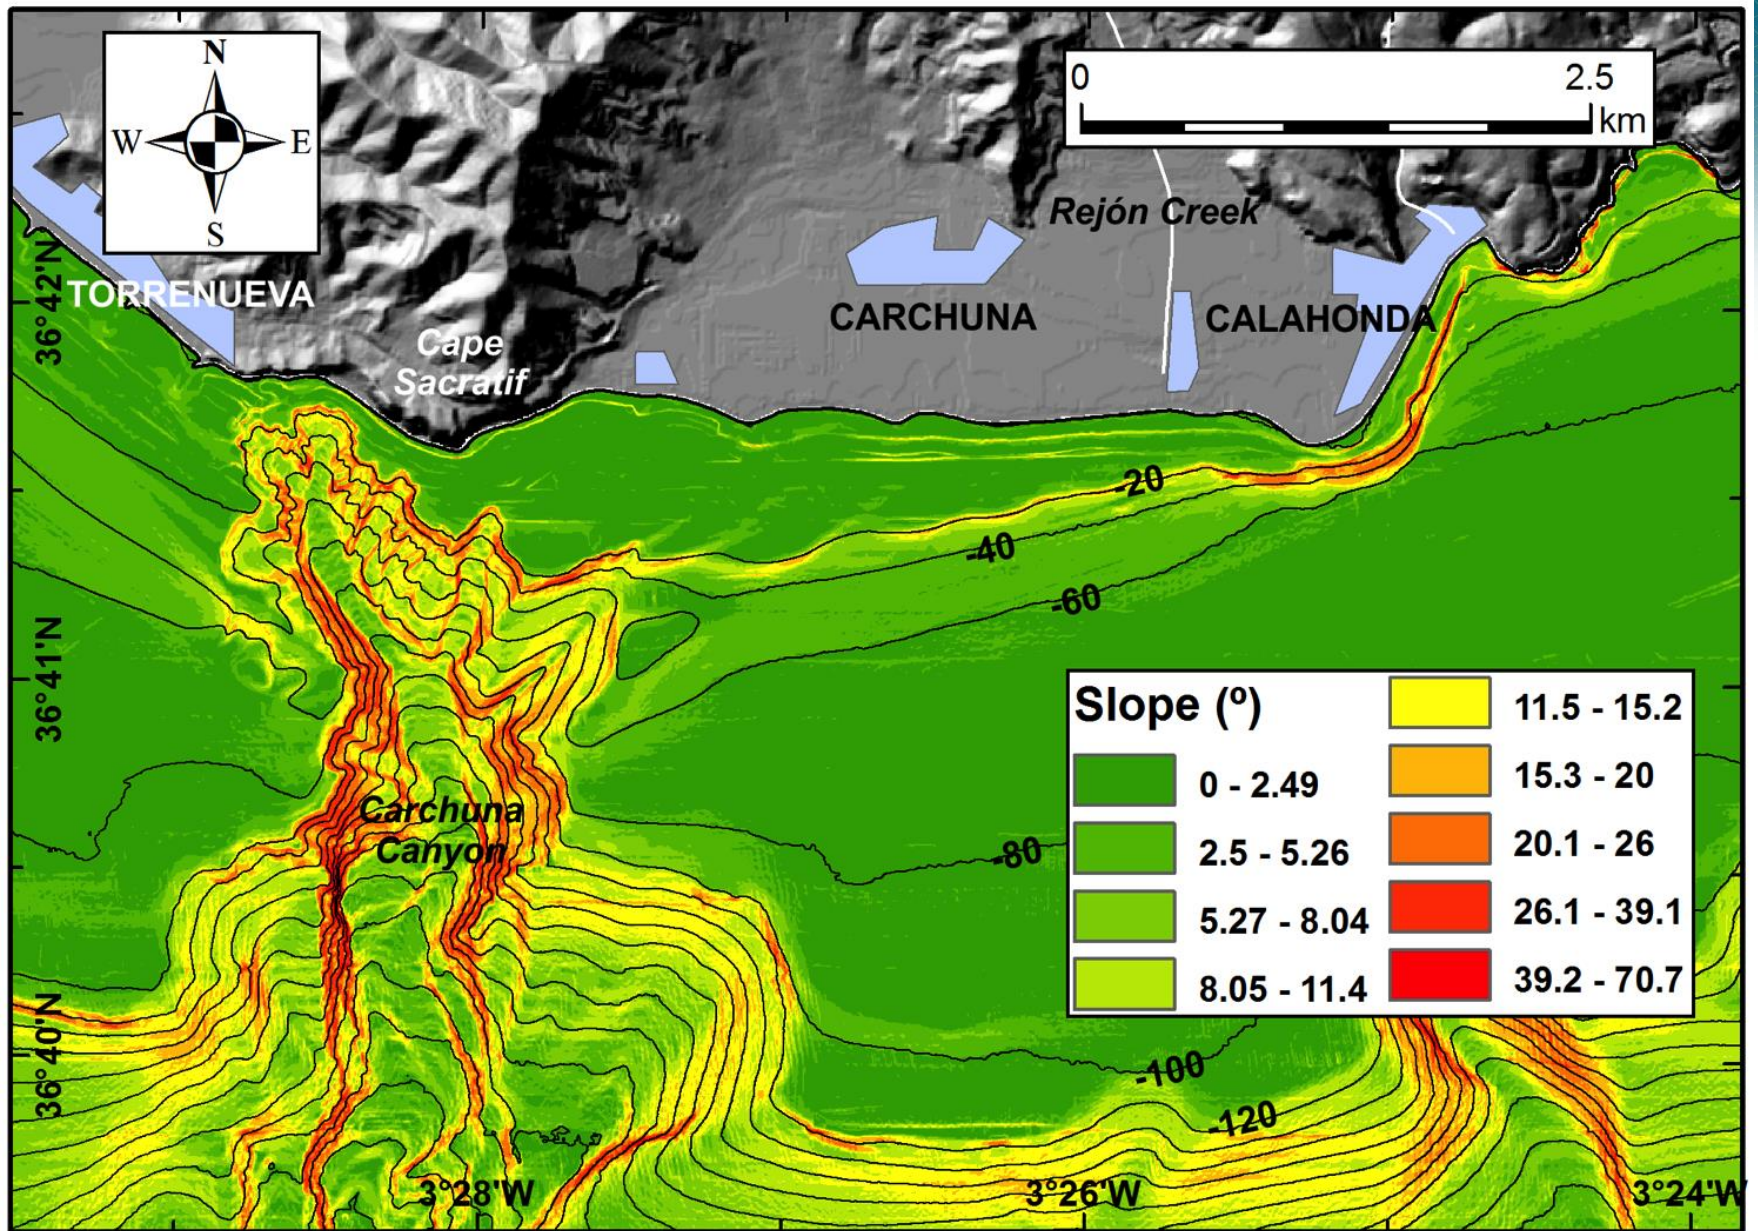 N
W
E
S
0
2.5
km
Rejón Creek
TORRENUEVA
CARCHUNA
CALAHONDA
Cape
Sacratif
36°42'N
-20
-40
-60
36°41'N
Slope (º)
0 - 2.49
2.5 - 5.26
5.27 - 8.04
8.05 - 11.4
11.5 - 15.2
15.3 - 20
20.1 - 26
26.1 - 39.1
39.2 - 70.7
Carchuna
Canyon
-80
36°40'N
-100
-120
3°28'W
3°26'W
3°24'W